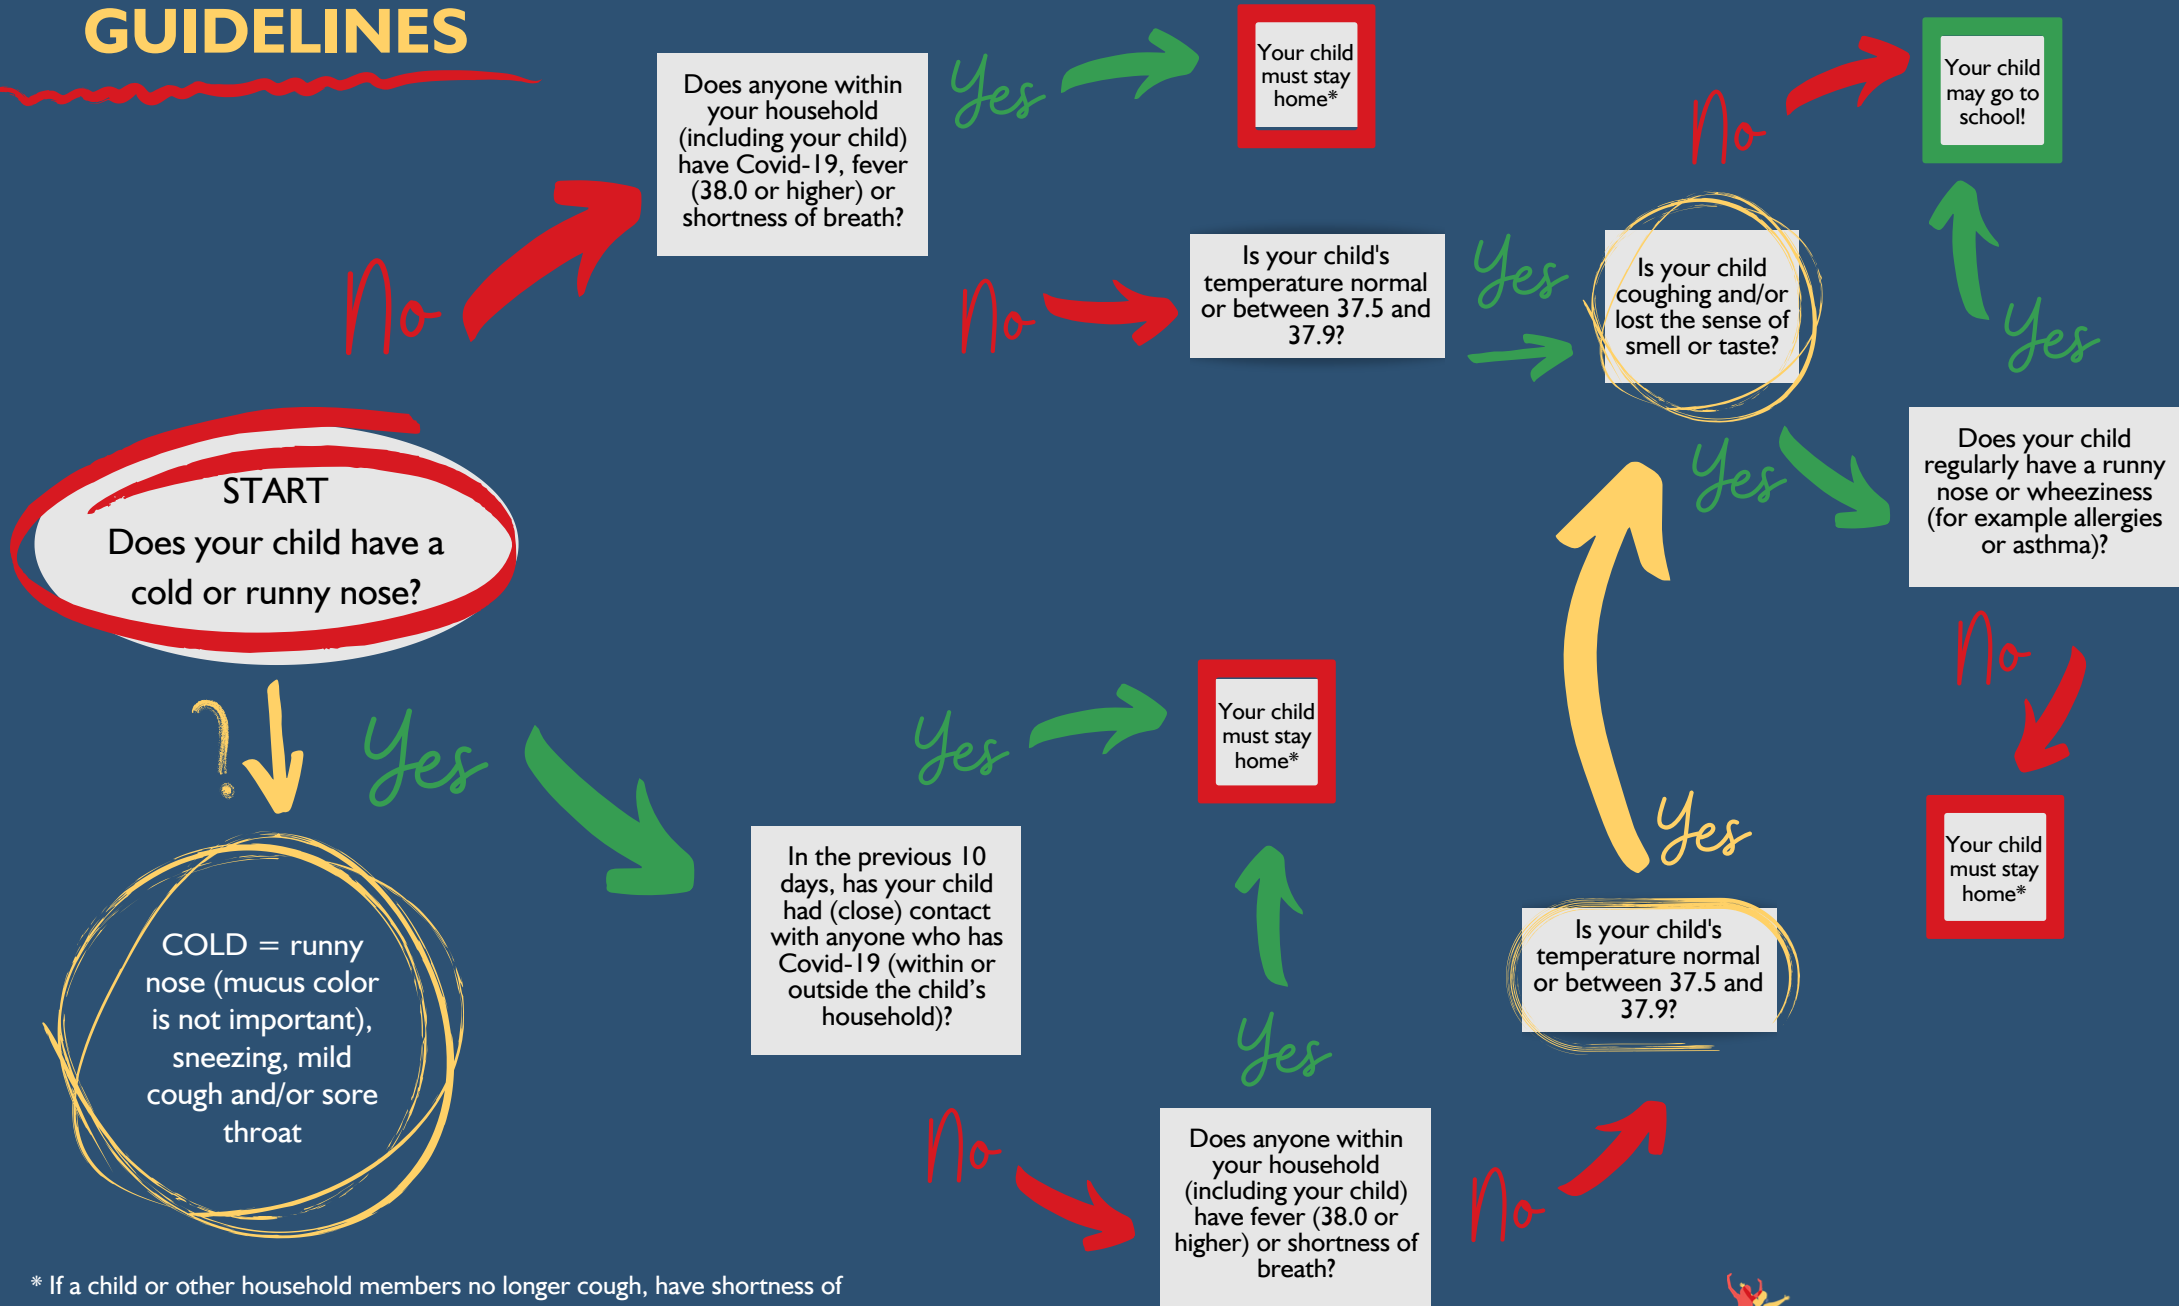 GUIDELINES
Does anyone within
your household
(including your child)
have Covid-19, fever
(38.0 or higher) or
shortness of breath?
Yes
Your child
must stay
home*
No
Your child
may go to
school!
No
No
Is your child's
temperature normal
or between 37.5 and
37.9?
Yes
Is your child
coughing and/or
lost the sense of
smell or taste?
Yes
Yes
Does your child
regularly have a runny
nose or wheeziness
(for example allergies
or asthma)?
No
Your child
must stay
home*
START
Does your child have a
cold or runny nose?
?
Yes
COLD = runny
nose (mucus color
is not important),
sneezing, mild
cough and/or sore
throat
In the previous 10
days, has your child
had (close) contact
with anyone who has
Covid-19 (within or
outside the child’s
household)?
Yes
Your child
must stay
home*
No
Yes
Does anyone within
your household
(including your child)
have fever (38.0 or
higher) or shortness of
breath?
No
Is your child's
temperature normal
or between 37.5 and
37.9?
Yes
* If a child or other household members no longer cough, have shortness of